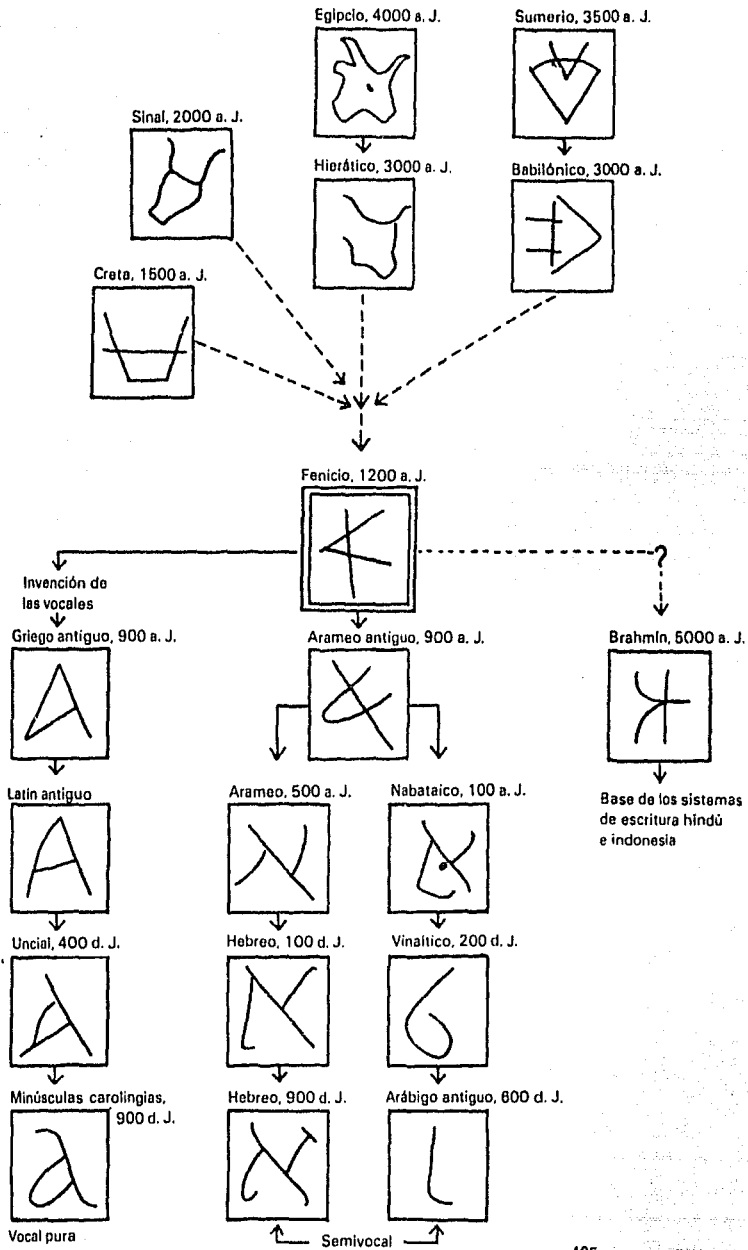 Egipcio, 4000 a. J.
Sumerio, 3500 a. J.
Sinaí, 2000 a. J.
Hierático, 3000 a. J.
Babilónico, 3000 a. J.
Creta, 1500 a. J.
Fenicio, 1200 a. J.
?
Invención de
las vocales
Griego antiguo, 900 a. J.
Arameo antiguo, 900 a. J.
Brahmín, 5000 a. J.
Latín antiguo
Arameo, 500 a. J.
Nabataico, 100 a. J.
Base de los sistemas
de escritura hindú
e indonesia
Uncial, 400 d. J.
Hebreo, 100 d. J.
Vinaítico, 200 d. J.
Minúsculas carolingias,
900 d. J.
Hebreo, 900 d. J.
Arábigo antiguo, 600 d. J.
Vocal pura
Semivocal